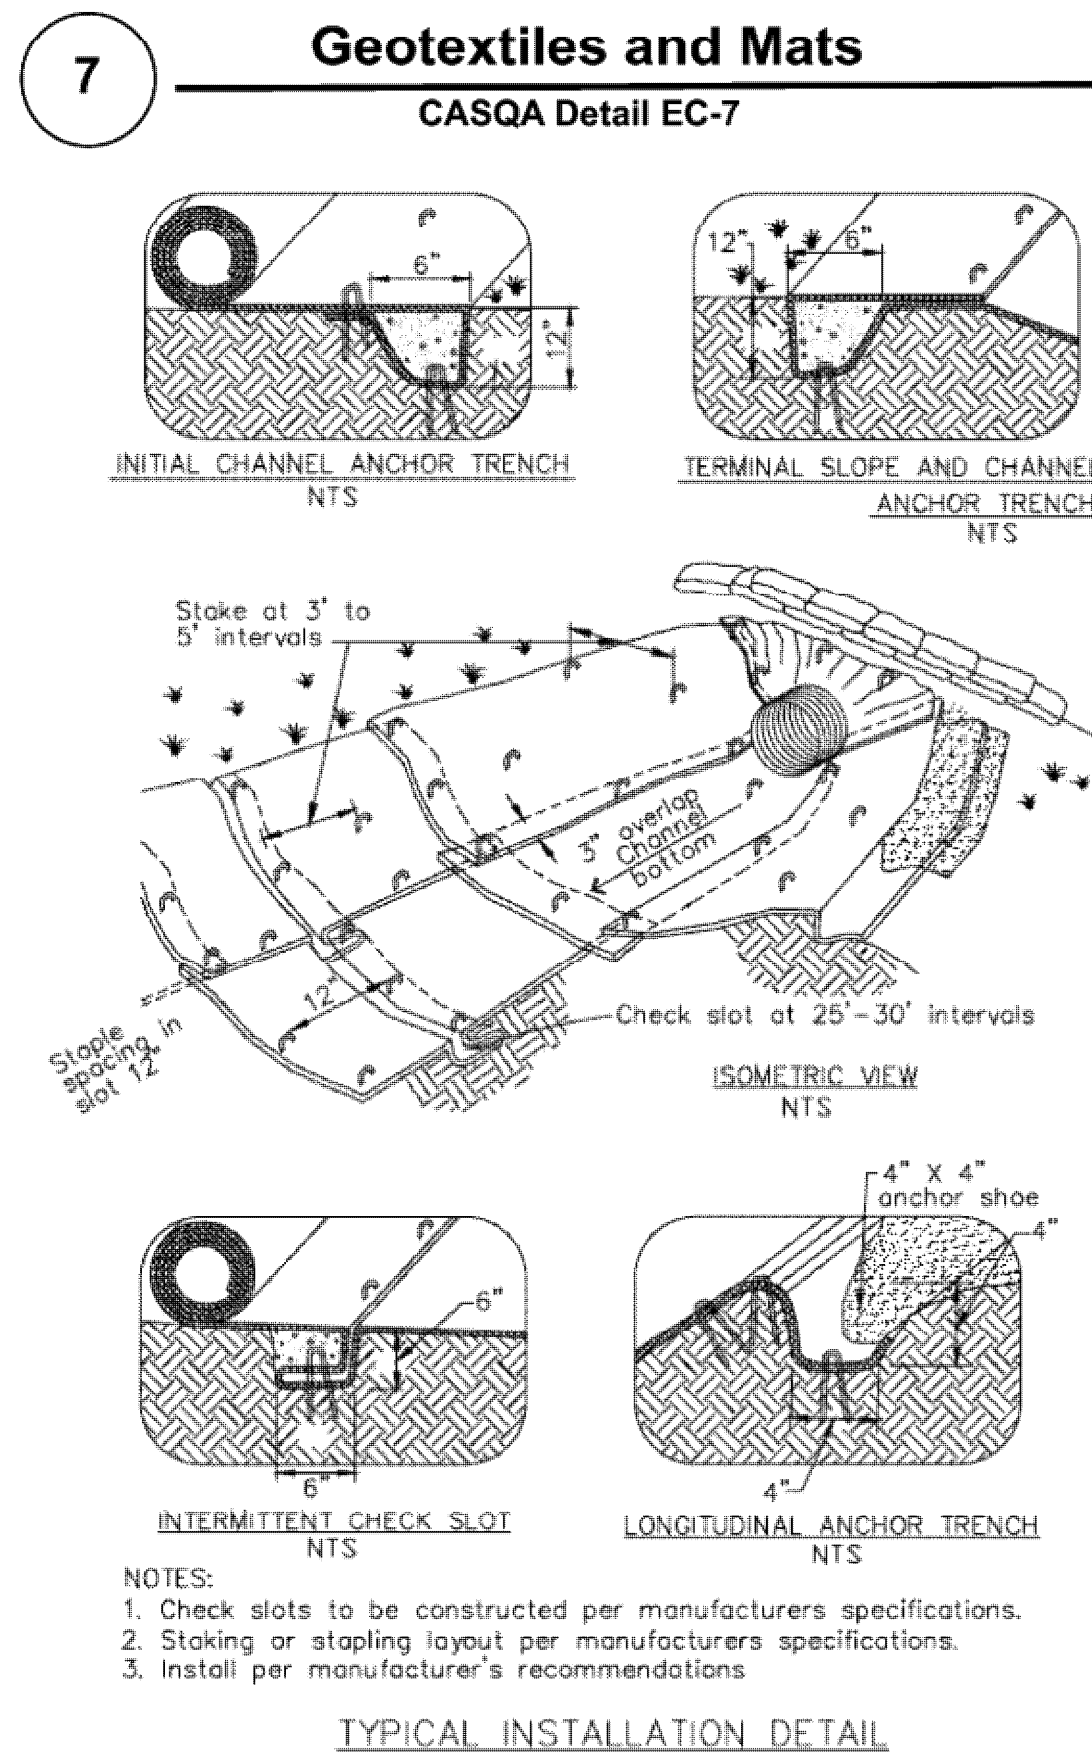 7
Geotextiles and Mats
CASQA Detail EC-7
6"
12"
INITIAL CHANNEL ANCHOR TRENCH
NTS
12"
6"
TERMINAL SLOPE AND CHANNEL
ANCHOR TRENCH
NTS
Stake at 3' to
5' intervals
3" overlap
Channel
bottom
12"
Staple
spacing in
slot 12"
Check slot at 25'-30' intervals
ISOMETRIC VIEW
NTS
6"
6"
INTERMITTENT CHECK SLOT
NTS
4" X 4"
anchor shoe
4"
4"
LONGITUDINAL ANCHOR TRENCH
NTS
NOTES:
1. Check slots to be constructed per manufacturers specifications.
2. Staking or stapling layout per manufacturers specifications.
3. Install per manufacturer's recommendations
TYPICAL INSTALLATION DETAIL